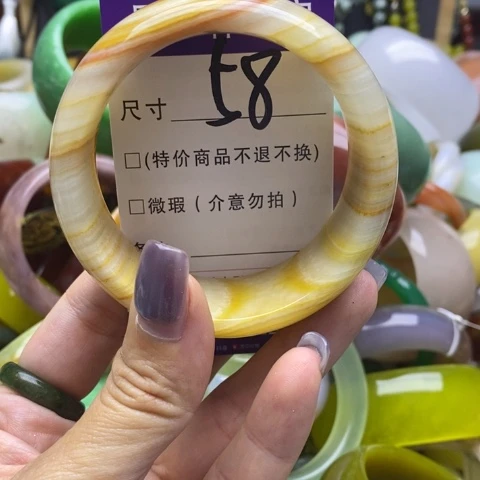 尺寸 58
□(特价商品不退不换)
□微瑕（介意勿拍）